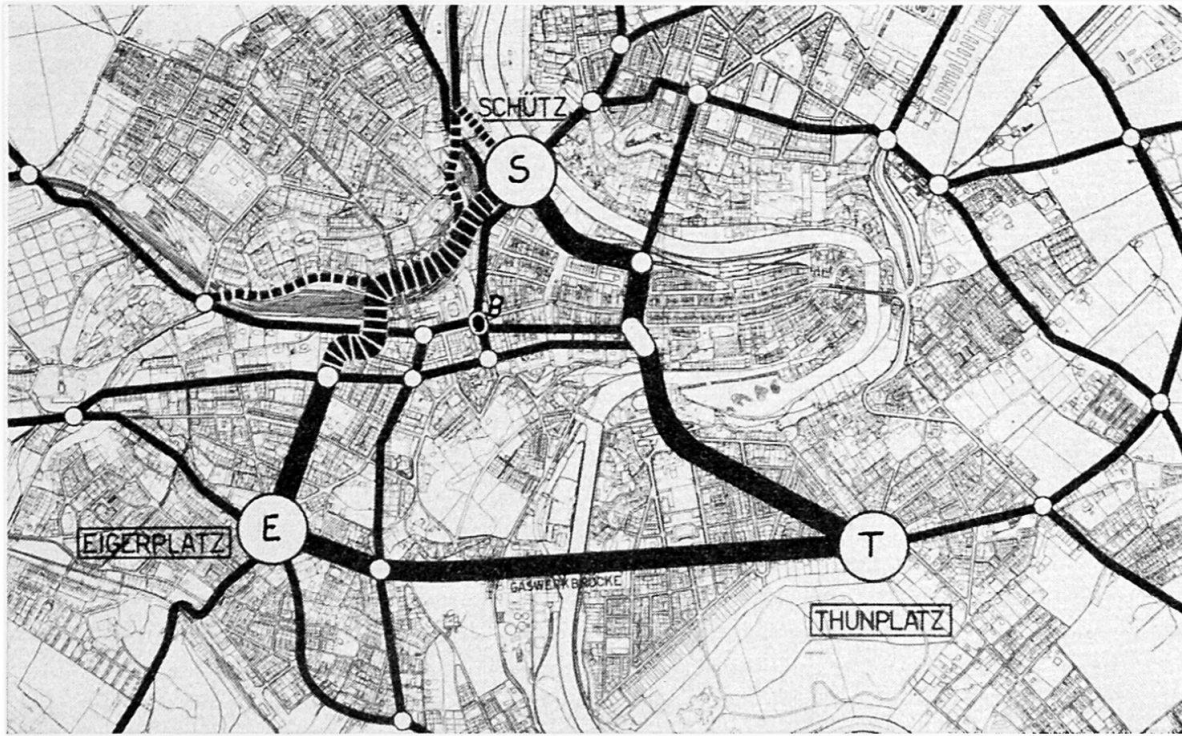 SCHÜTZ
S
B
E
EIGERPLATZ
T
GASWERKBRÜCKE
THUNPLATZ